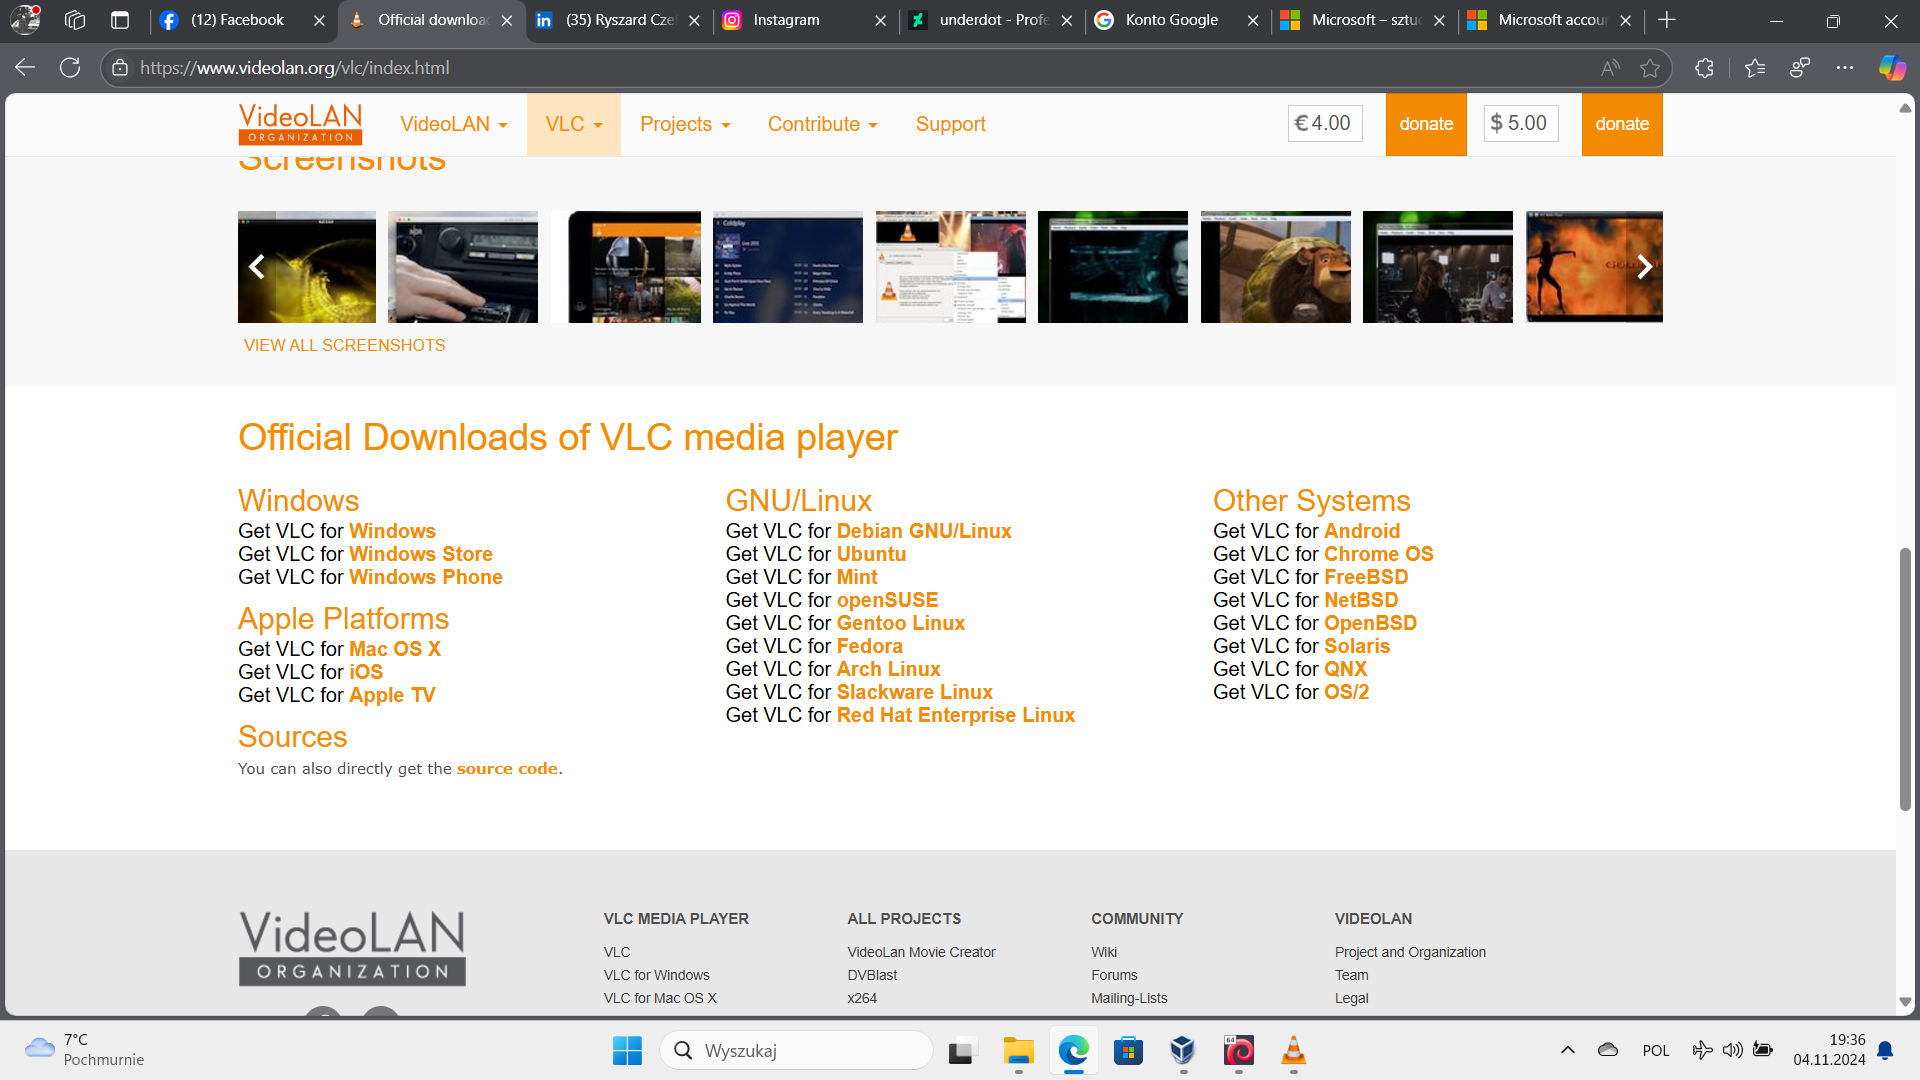 (12) Facebook
Official downloa
(35) Ryszard Cze
Instagram
underdot - Profe
Konto Google
Microsoft – sztuc
Microsoft accour
https://www.videolan.org/vlc/index.html
VideoLAN
ORGANIZATION
VideoLAN
VLC
Projects
Contribute
Support
€ 4.00
donate
$ 5.00
donate
Screenshots
VIEW ALL SCREENSHOTS
Official Downloads of VLC media player
Windows
Get VLC for Windows
Get VLC for Windows Store
Get VLC for Windows Phone
Apple Platforms
Get VLC for Mac OS X
Get VLC for iOS
Get VLC for Apple TV
Sources
You can also directly get the source code.
GNU/Linux
Get VLC for Debian GNU/Linux
Get VLC for Ubuntu
Get VLC for Mint
Get VLC for openSUSE
Get VLC for Gentoo Linux
Get VLC for Fedora
Get VLC for Arch Linux
Get VLC for Slackware Linux
Get VLC for Red Hat Enterprise Linux
Other Systems
Get VLC for Android
Get VLC for Chrome OS
Get VLC for FreeBSD
Get VLC for NetBSD
Get VLC for OpenBSD
Get VLC for Solaris
Get VLC for QNX
Get VLC for OS/2
VideoLAN
ORGANIZATION
VLC MEDIA PLAYER
VLC
VLC for Windows
VLC for Mac OS X
ALL PROJECTS
VideoLan Movie Creator
DVBlast
x264
COMMUNITY
Wiki
Forums
Mailing-Lists
VIDEOLAN
Project and Organization
Team
Legal
7°C
Pochmurnie
Wyszukaj
64
POL
19:36
04.11.2024